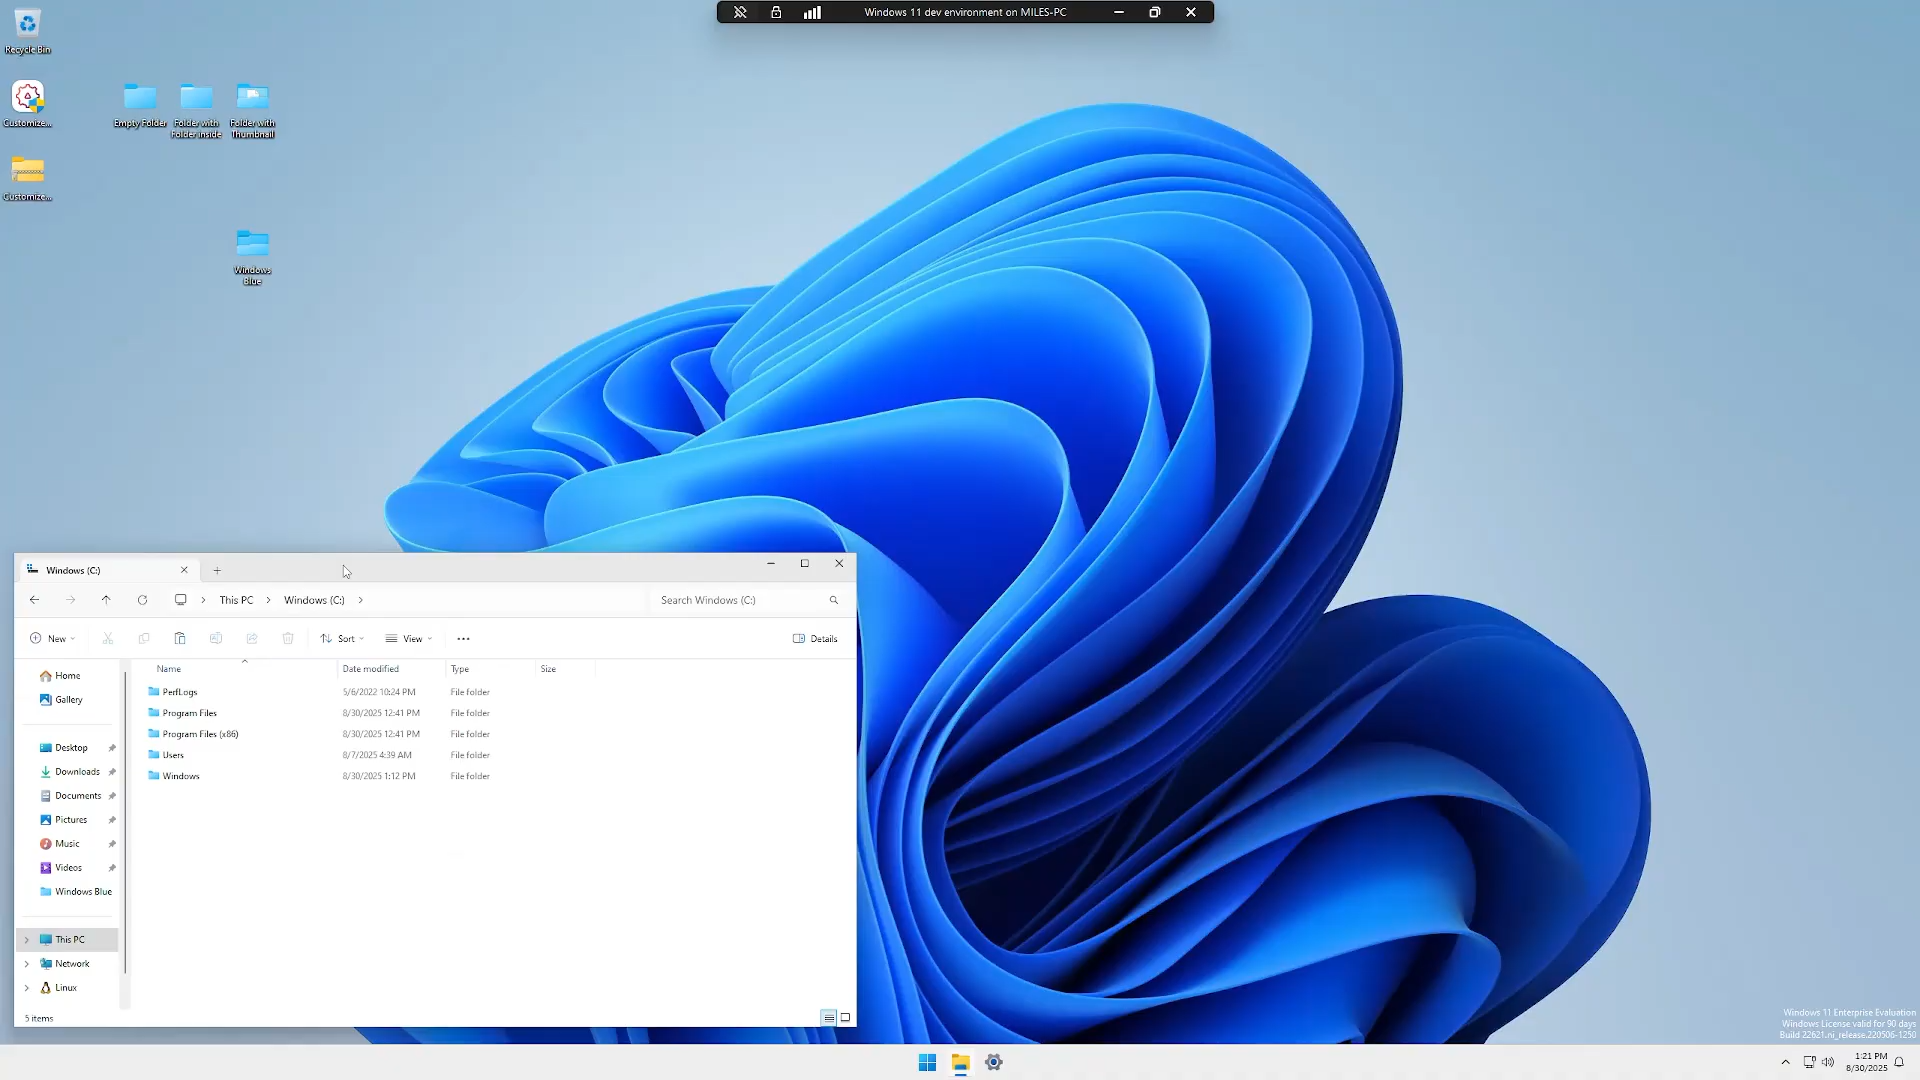 Windows 11 dev environment on MILES-PC
Recycle Bin
Customize...
Empty Folder
Folder with
Folder inside
Folder with
Thumbnail
Customize...
Windows
Blue
Windows (C:)
This PC
Windows (C:)
Search Windows (C:)
New
Sort
View
Details
Name
Date modified
Type
Size
PerfLogs
5/6/2022 10:24 PM
File folder
Program Files
8/30/2025 12:41 PM
File folder
Program Files (x86)
8/30/2025 12:41 PM
File folder
Users
8/7/2025 4:39 AM
File folder
Windows
8/30/2025 1:12 PM
File folder
Home
Gallery
Desktop
Downloads
Documents
Pictures
Music
Videos
Windows Blue
This PC
Network
Linux
5 items
Windows 11 Enterprise Evaluation
Windows License valid for 90 days
Build 22621.ni_release.220506-1250
1:21 PM
8/30/2025